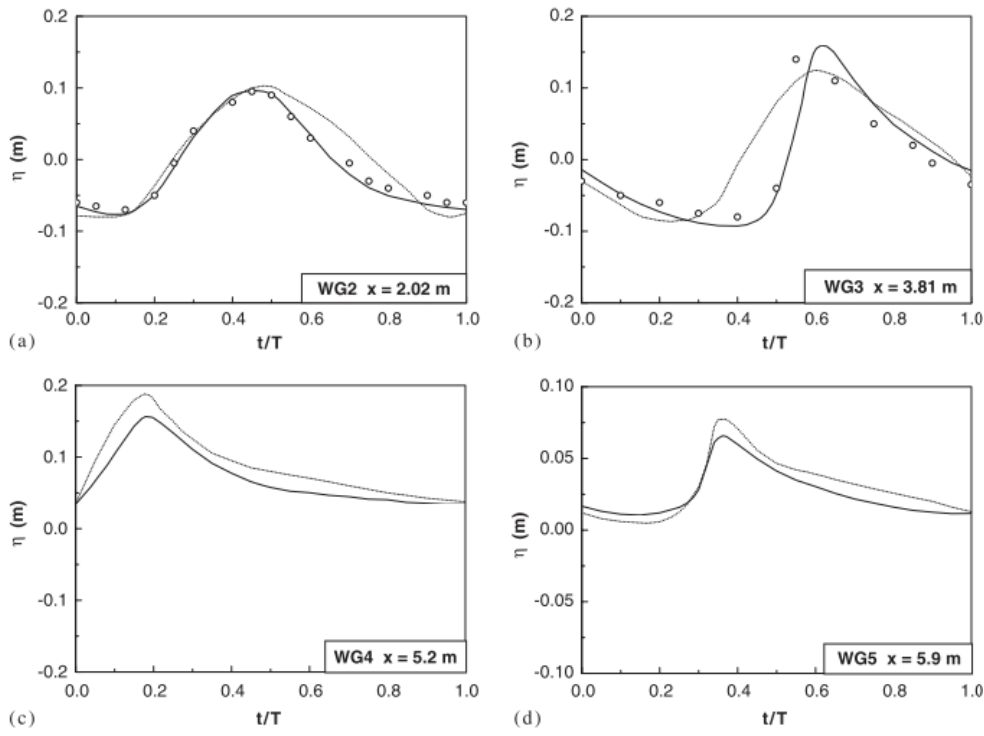 0.2
0.1
0.0
-0.1
-0.2
η (m)
WG2 x = 2.02 m
0.0 0.2 0.4 0.6 0.8 1.0
(a) t/T
0.2
0.1
0.0
-0.1
-0.2
η (m)
WG3 x = 3.81 m
0.0 0.2 0.4 0.6 0.8 1.0
(b) t/T
0.2
0.1
0.0
-0.1
-0.2
η (m)
WG4 x = 5.2 m
0.0 0.2 0.4 0.6 0.8 1.0
(c) t/T
0.10
0.05
0.00
-0.05
-0.10
η (m)
WG5 x = 5.9 m
0.0 0.2 0.4 0.6 0.8 1.0
(d) t/T